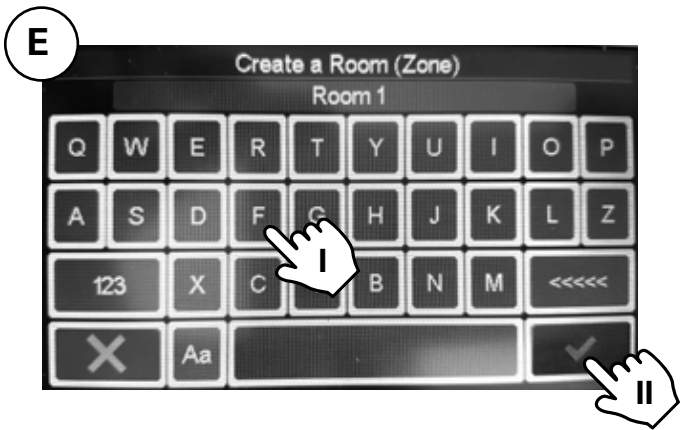 E
Create a Room (Zone)
Room 1
Q W E R T Y U I O P
A S D F G H J K L Z
123 X C B N M <<<<<
Aa
I
II